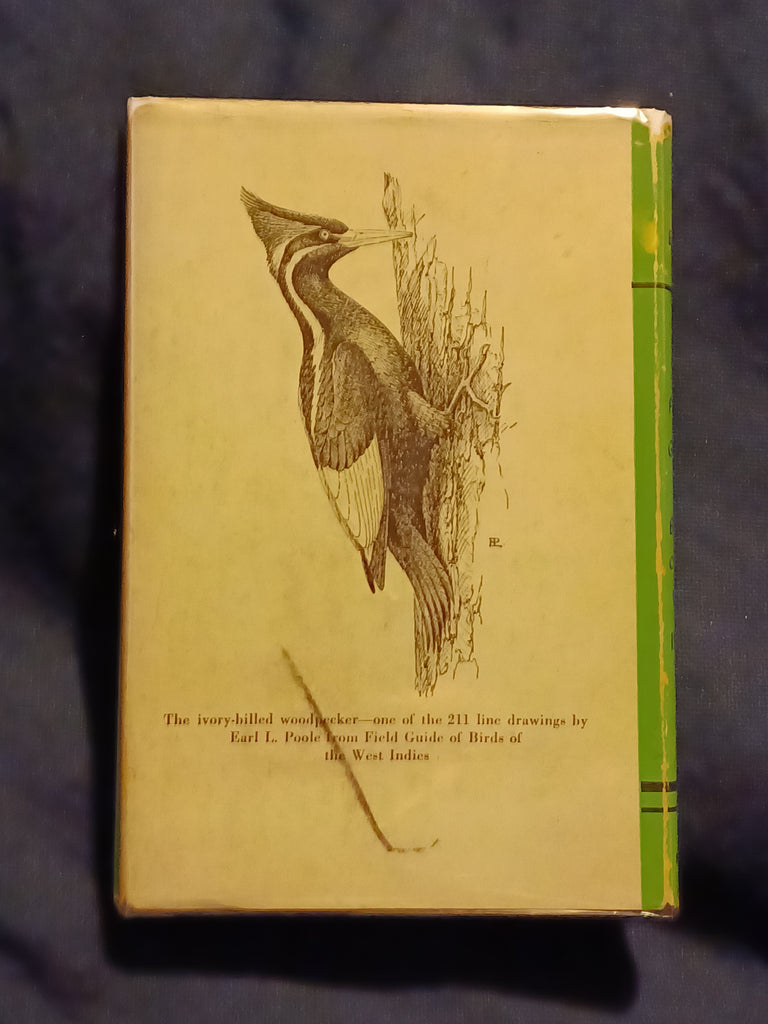 EP
The ivory-billed woodpecker—one of the 211 line drawings by
Earl L. Poole from Field Guide of Birds of
the West Indies